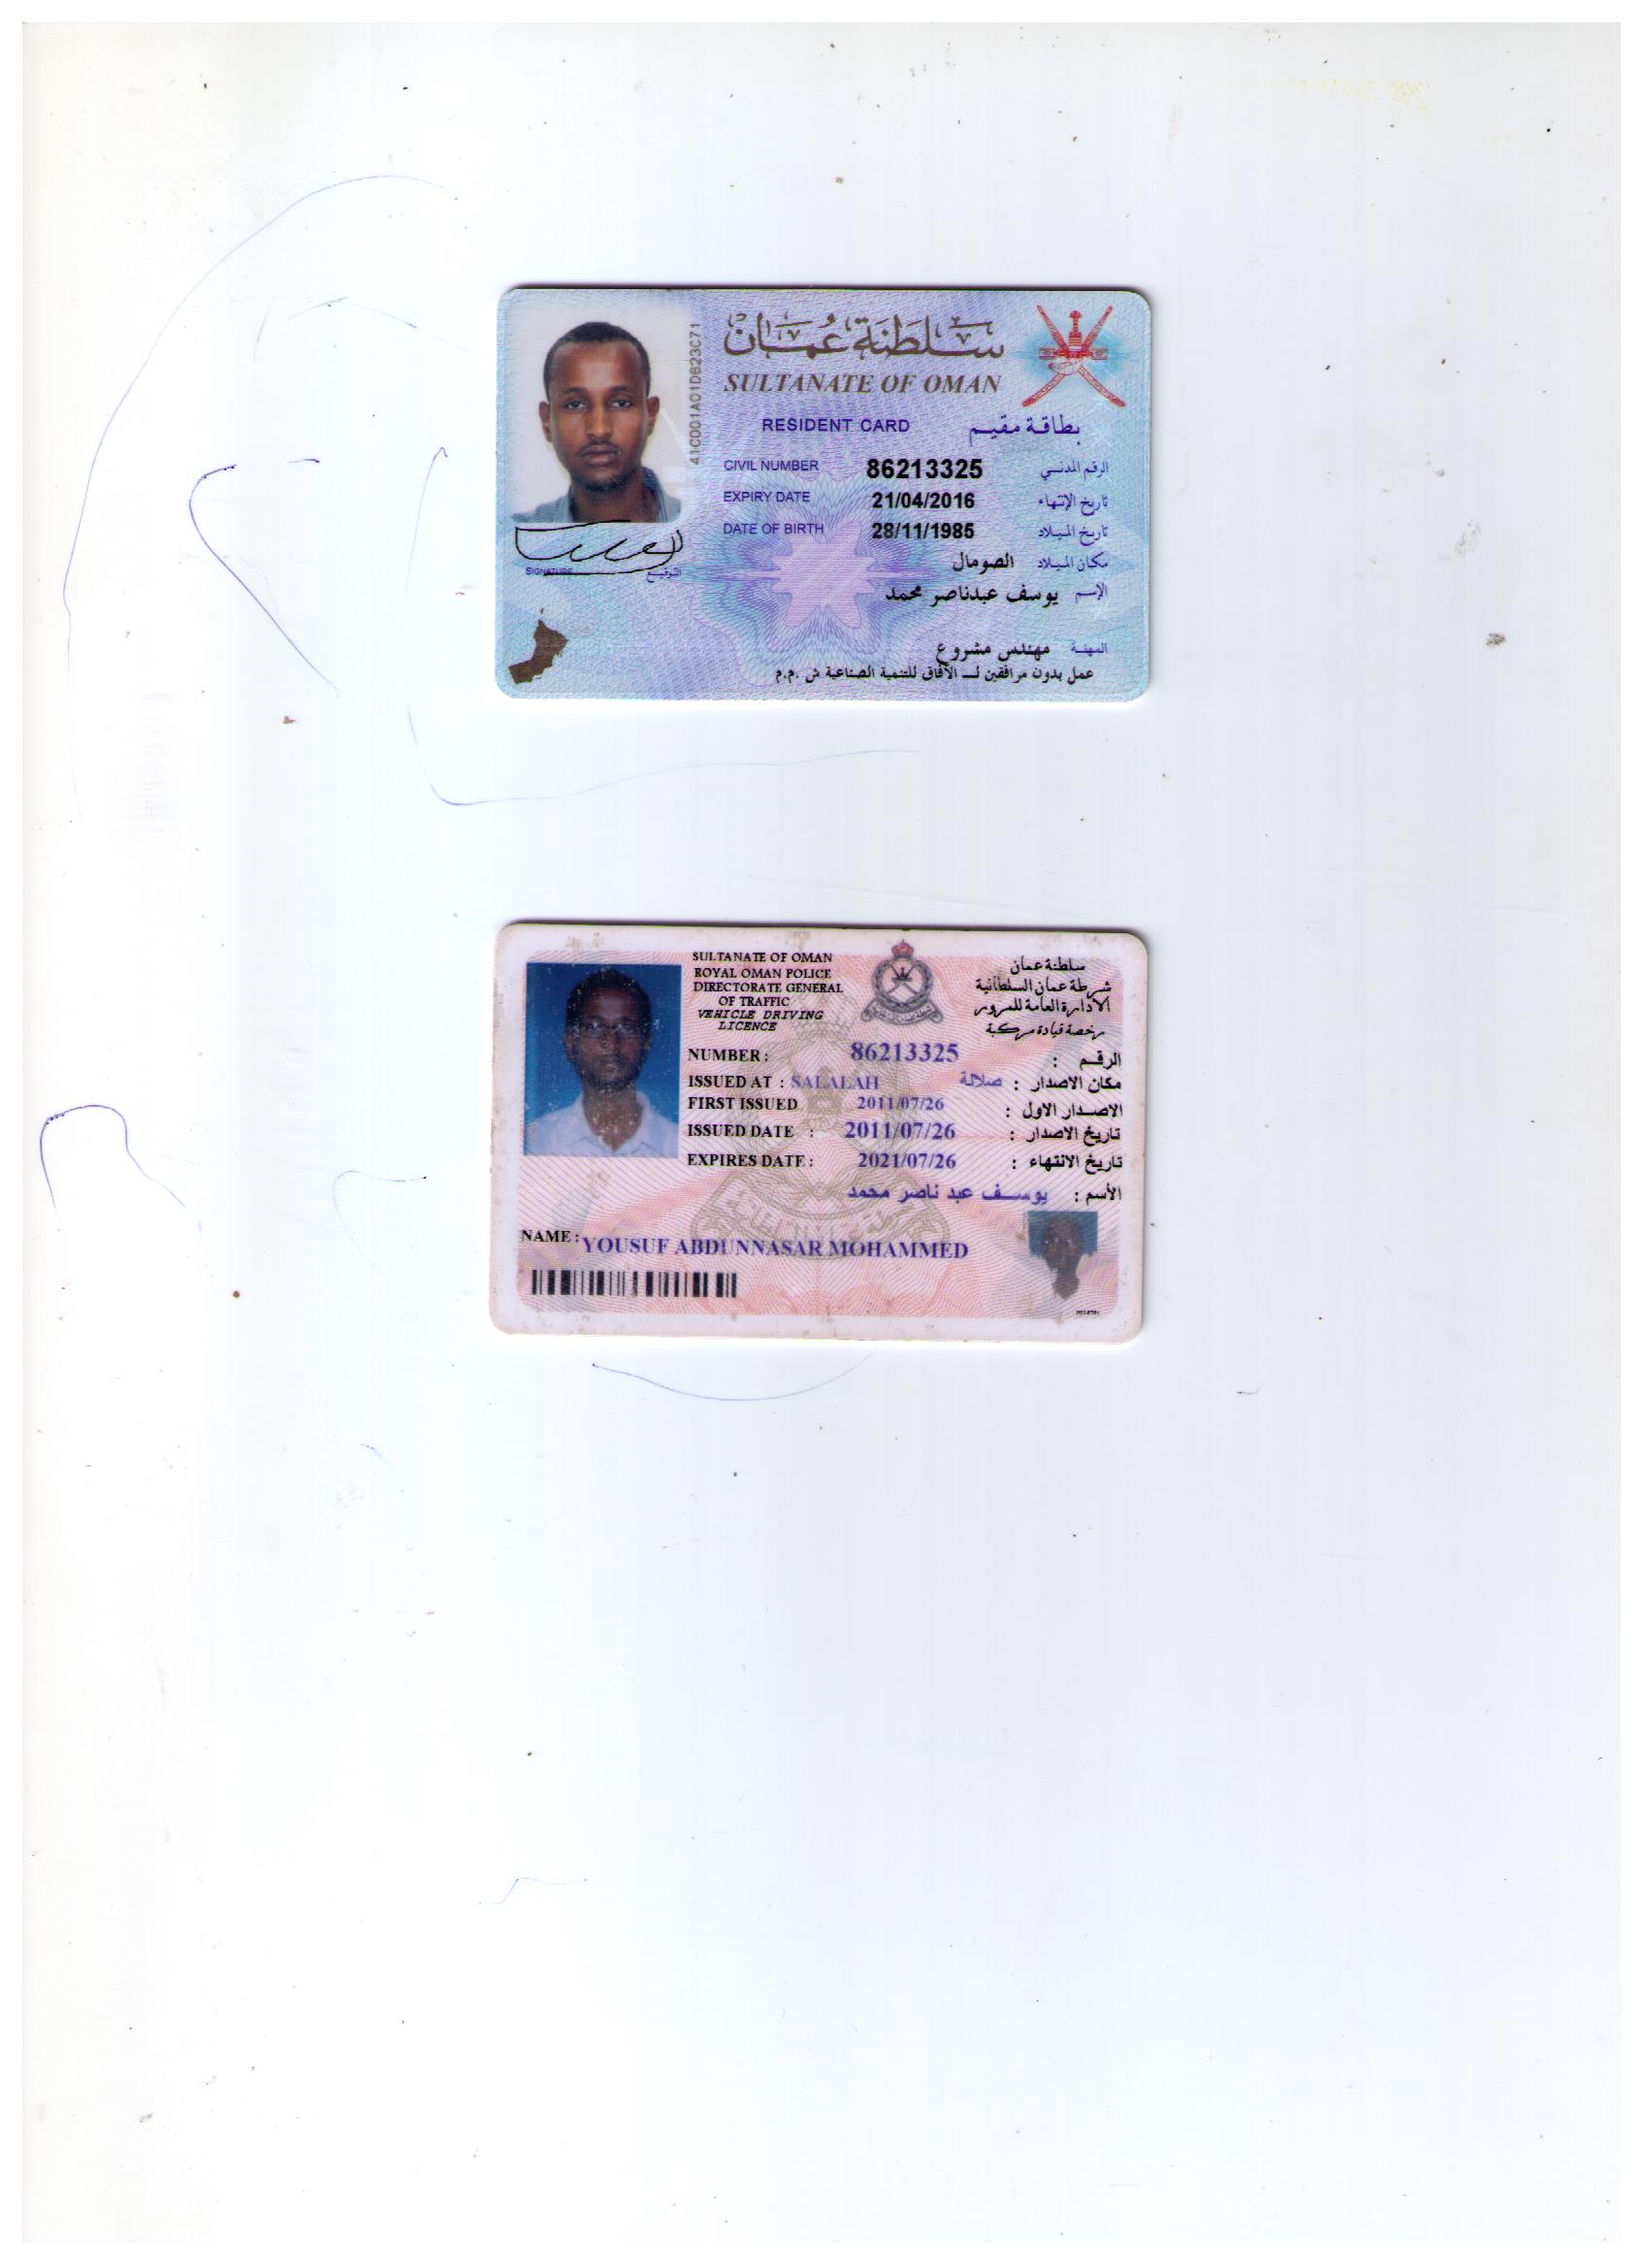 سلطنة عُمان
SULTANATE OF OMAN
RESIDENT CARD بطاقة مقيم
41C001A01D623C71
CIVIL NUMBER 86213325 الرقم المدني
EXPIRY DATE 21/04/2016 تاريخ الإنتهاء
DATE OF BIRTH 28/11/1985 تاريخ الميلاد
مكان الميلاد الصومال
SIGNATURE التوقيع
الإسم يوسف عبدناصر محمد
المهنة مهندس مشروع
عمل بدون مرافقين لـ الآفاق للتنمية الصناعية ش.م.م
SULTANATE OF OMAN سلطنة عمان
ROYAL OMAN POLICE شرطة عمان السلطانية
DIRECTORATE GENERAL الادارة العامة للمرور
OF TRAFFIC
VEHICLE DRIVING رخصة قيادة مركبة
LICENCE
NUMBER: 86213325 الرقم :
ISSUED AT : SALALAH صلالة مكان الاصدار :
FIRST ISSUED 2011/07/26 الاصدار الاول :
ISSUED DATE : 2011/07/26 تاريخ الاصدار :
EXPIRES DATE : 2021/07/26 تاريخ الانتهاء :
الأسم : يوسف عبد ناصر محمد
NAME : YOUSUF ABDUNNASAR MOHAMMED